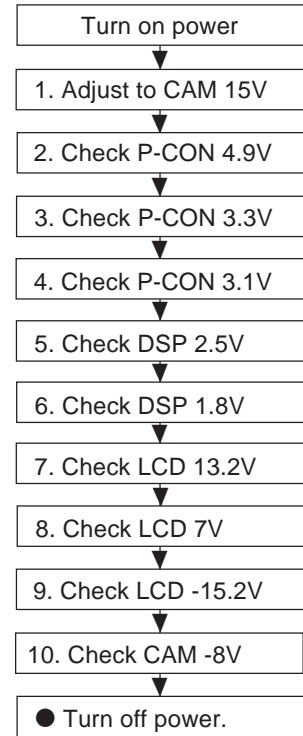 Turn on power
1. Adjust to CAM 15V
2. Check P-CON 4.9V
3. Check P-CON 3.3V
4. Check P-CON 3.1V
5. Check DSP 2.5V
6. Check DSP 1.8V
7. Check LCD 13.2V
8. Check LCD 7V
9. Check LCD -15.2V
10. Check CAM -8V
● Turn off power.